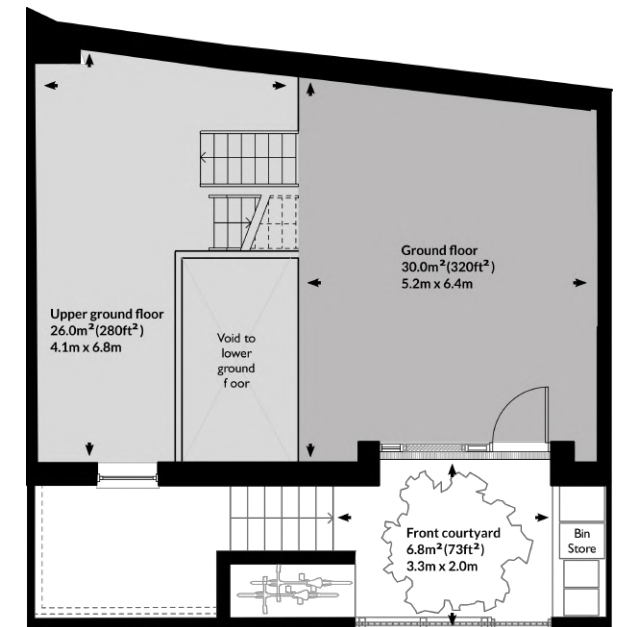 Ground floor
30.0m²(320ft²)
5.2m x 6.4m
Upper ground floor
26.0m²(280ft²)
4.1m x 6.8m
Void to
lower
ground
f oor
Front courtyard
6.8m²(73ft²)
3.3m x 2.0m
Bin
Store